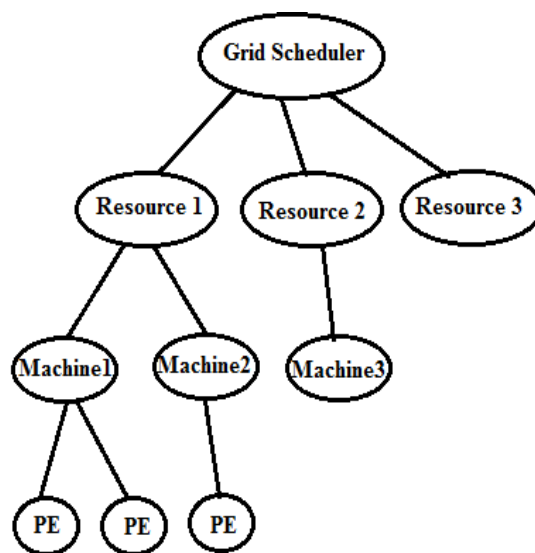 Grid Scheduler
Resource 1
Resource 2
Resource 3
Machine1
Machine2
Machine3
PE
PE
PE